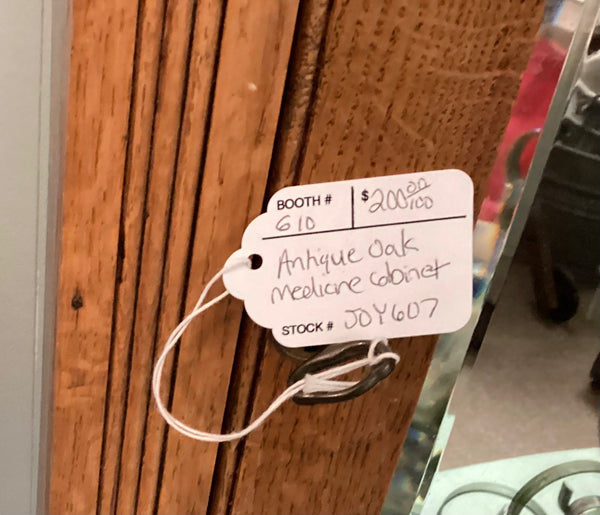 BOOTH # $200 00/100
610
Antique Oak
Medicine Cabinet
STOCK # JOY607